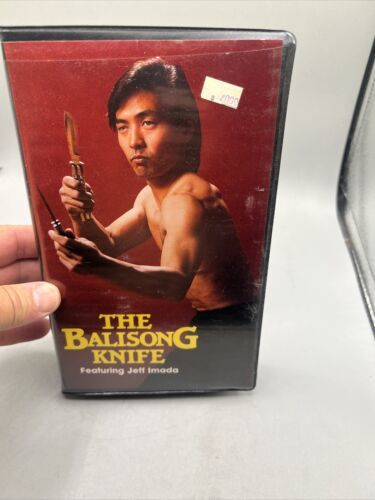 THE
BALISONG
KNIFE
Featuring Jeff Imada